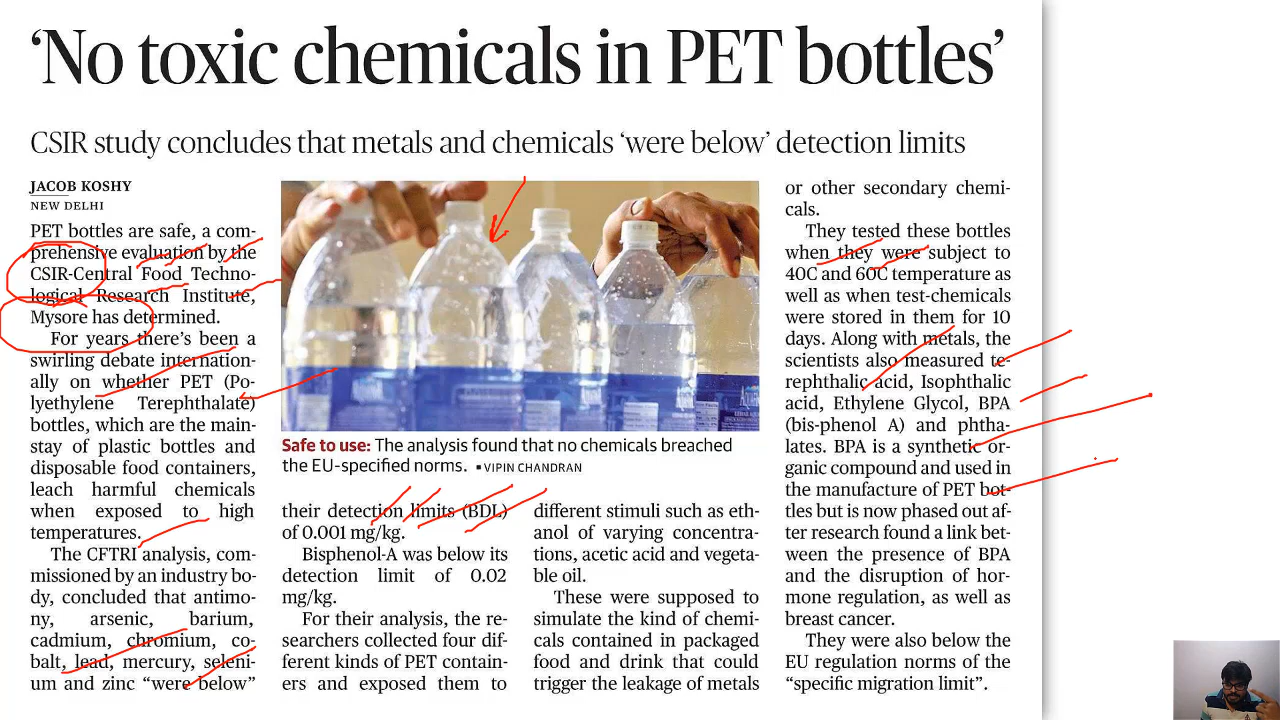 ‘No toxic chemicals in PET bottles’
CSIR study concludes that metals and chemicals ‘were below’ detection limits
JACOB KOSHY
NEW DELHI
PET bottles are safe, a com-
prehensive evaluation by the
CSIR-Central Food Techno-
logical Research Institute,
Mysore has determined.
For years there’s been a
swirling debate internation-
ally on whether PET (Po-
lyethylene Terephthalate)
bottles, which are the main-
stay of plastic bottles and
disposable food containers,
leach harmful chemicals
when exposed to high
temperatures.
The CFTRI analysis, com-
missioned by an industry bo-
dy, concluded that antimo-
ny, arsenic, barium,
cadmium, chromium, co-
balt, lead, mercury, seleni-
um and zinc “were below”
Safe to use: The analysis found that no chemicals breached
the EU-specified norms. ▪ VIPIN CHANDRAN
their detection limits (BDL)
of 0.001 mg/kg.
Bisphenol-A was below its
detection limit of 0.02
mg/kg.
For their analysis, the re-
searchers collected four dif-
ferent kinds of PET contain-
ers and exposed them to
different stimuli such as eth-
anol of varying concentra-
tions, acetic acid and vegeta-
ble oil.
These were supposed to
simulate the kind of chemi-
cals contained in packaged
food and drink that could
trigger the leakage of metals
or other secondary chemi-
cals.
They tested these bottles
when they were subject to
40C and 60C temperature as
well as when test-chemicals
were stored in them for 10
days. Along with metals, the
scientists also measured te-
rephthalic acid, Isophthalic
acid, Ethylene Glycol, BPA
(bis-phenol A) and phtha-
lates. BPA is a synthetic or-
ganic compound and used in
the manufacture of PET bot-
tles but is now phased out af-
ter research found a link bet-
ween the presence of BPA
and the disruption of hor-
mone regulation, as well as
breast cancer.
They were also below the
EU regulation norms of the
“specific migration limit”.